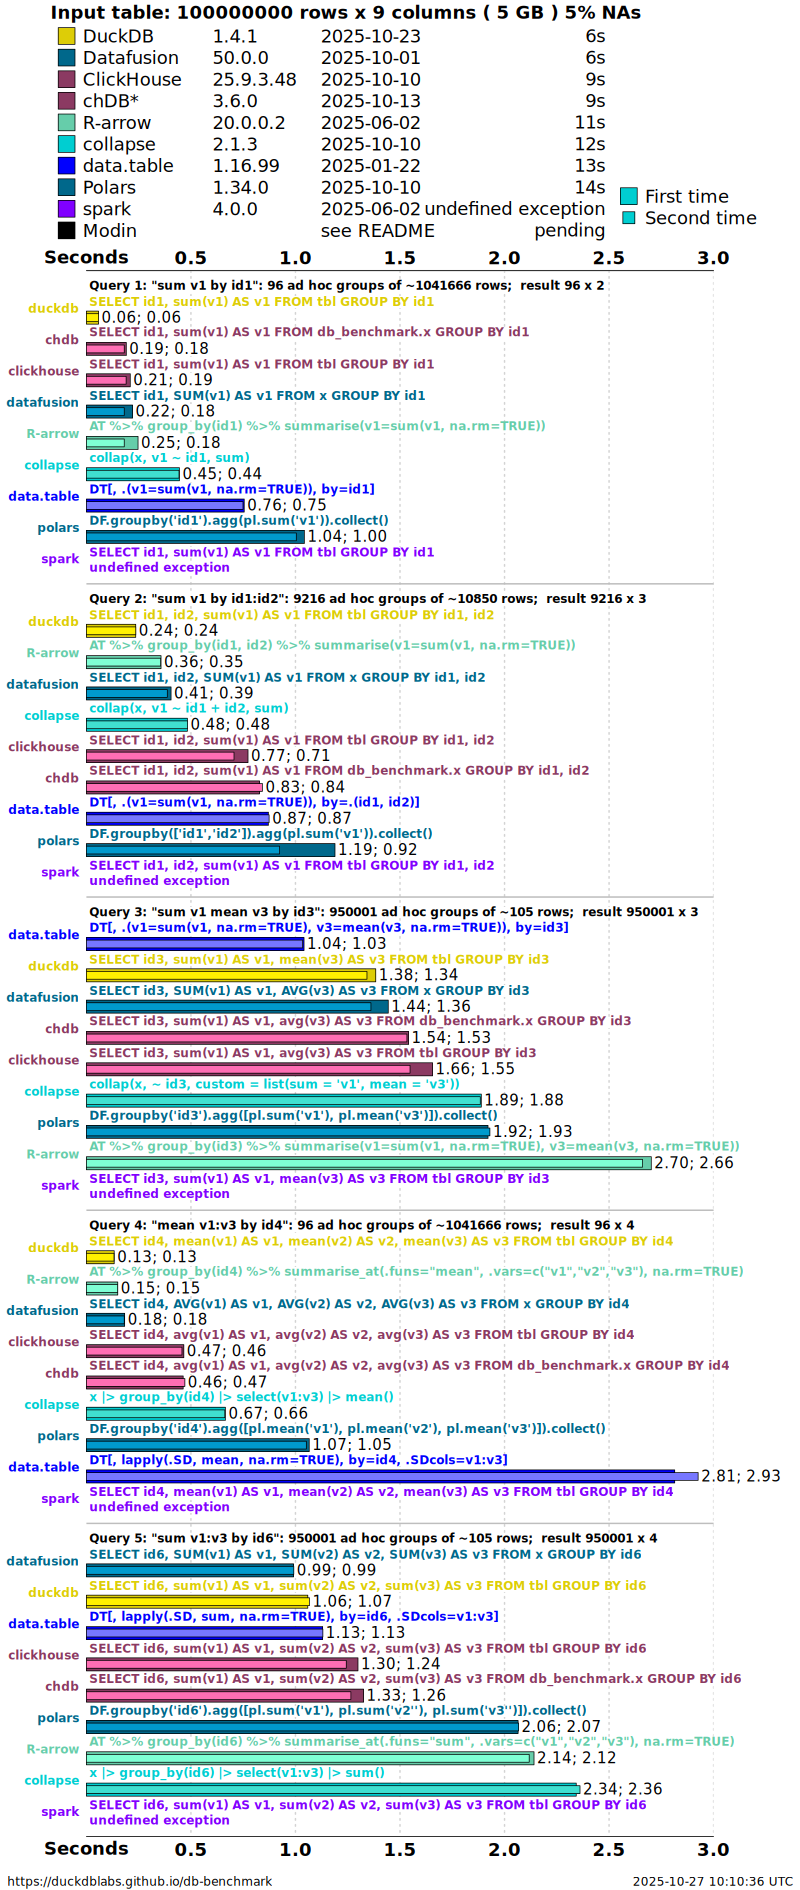 Input table: 100000000 rows x 9 columns ( 5 GB ) 5% NAs
DuckDB 1.4.1 2025-10-23 6s
Datafusion 50.0.0 2025-10-01 6s
ClickHouse 25.9.3.48 2025-10-10 9s
chDB* 3.6.0 2025-10-13 9s
R-arrow 20.0.0.2 2025-06-02 11s
collapse 2.1.3 2025-10-10 12s
data.table 1.16.99 2025-01-22 13s
Polars 1.34.0 2025-10-10 14s
spark 4.0.0 2025-06-02 undefined exception
Modin see README pending
First time
Second time
Seconds 0.5 1.0 1.5 2.0 2.5 3.0
Query 1: "sum v1 by id1": 96 ad hoc groups of ~1041666 rows; result 96 x 2
SELECT id1, sum(v1) AS v1 FROM tbl GROUP BY id1
duckdb 0.06; 0.06
SELECT id1, sum(v1) AS v1 FROM db_benchmark.x GROUP BY id1
chdb 0.19; 0.18
SELECT id1, sum(v1) AS v1 FROM tbl GROUP BY id1
clickhouse 0.21; 0.19
SELECT id1, SUM(v1) AS v1 FROM x GROUP BY id1
datafusion 0.22; 0.18
AT %>% group_by(id1) %>% summarise(v1=sum(v1, na.rm=TRUE))
R-arrow 0.25; 0.18
collap(x, v1 ~ id1, sum)
collapse 0.45; 0.44
DT[, .(v1=sum(v1, na.rm=TRUE)), by=id1]
data.table 0.76; 0.75
DF.groupby('id1').agg(pl.sum('v1')).collect()
polars 1.04; 1.00
SELECT id1, sum(v1) AS v1 FROM tbl GROUP BY id1
spark undefined exception
Query 2: "sum v1 by id1:id2": 9216 ad hoc groups of ~10850 rows; result 9216 x 3
SELECT id1, id2, sum(v1) AS v1 FROM tbl GROUP BY id1, id2
duckdb 0.24; 0.24
AT %>% group_by(id1, id2) %>% summarise(v1=sum(v1, na.rm=TRUE))
R-arrow 0.36; 0.35
SELECT id1, id2, SUM(v1) AS v1 FROM x GROUP BY id1, id2
datafusion 0.41; 0.39
collap(x, v1 ~ id1 + id2, sum)
collapse 0.48; 0.48
SELECT id1, id2, sum(v1) AS v1 FROM tbl GROUP BY id1, id2
clickhouse 0.77; 0.71
SELECT id1, id2, sum(v1) AS v1 FROM db_benchmark.x GROUP BY id1, id2
chdb 0.83; 0.84
DT[, .(v1=sum(v1, na.rm=TRUE)), by=.(id1, id2)]
data.table 0.87; 0.87
DF.groupby(['id1','id2']).agg(pl.sum('v1')).collect()
polars 1.19; 0.92
SELECT id1, id2, sum(v1) AS v1 FROM tbl GROUP BY id1, id2
spark undefined exception
Query 3: "sum v1 mean v3 by id3": 950001 ad hoc groups of ~105 rows; result 950001 x 3
DT[, .(v1=sum(v1, na.rm=TRUE), v3=mean(v3, na.rm=TRUE)), by=id3]
data.table 1.04; 1.03
SELECT id3, sum(v1) AS v1, mean(v3) AS v3 FROM tbl GROUP BY id3
duckdb 1.38; 1.34
SELECT id3, SUM(v1) AS v1, AVG(v3) AS v3 FROM x GROUP BY id3
datafusion 1.44; 1.36
SELECT id3, sum(v1) AS v1, avg(v3) AS v3 FROM db_benchmark.x GROUP BY id3
chdb 1.54; 1.53
SELECT id3, sum(v1) AS v1, avg(v3) AS v3 FROM tbl GROUP BY id3
clickhouse 1.66; 1.55
collap(x, ~ id3, custom = list(sum = 'v1', mean = 'v3'))
collapse 1.89; 1.88
DF.groupby('id3').agg([pl.sum('v1'), pl.mean('v3')]).collect()
polars 1.92; 1.93
AT %>% group_by(id3) %>% summarise(v1=sum(v1, na.rm=TRUE), v3=mean(v3, na.rm=TRUE))
R-arrow 2.70; 2.66
SELECT id3, sum(v1) AS v1, mean(v3) AS v3 FROM tbl GROUP BY id3
spark undefined exception
Query 4: "mean v1:v3 by id4": 96 ad hoc groups of ~1041666 rows; result 96 x 4
SELECT id4, mean(v1) AS v1, mean(v2) AS v2, mean(v3) AS v3 FROM tbl GROUP BY id4
duckdb 0.13; 0.13
AT %>% group_by(id4) %>% summarise_at(.funs="mean", .vars=c("v1","v2","v3"), na.rm=TRUE)
R-arrow 0.15; 0.15
SELECT id4, AVG(v1) AS v1, AVG(v2) AS v2, AVG(v3) AS v3 FROM x GROUP BY id4
datafusion 0.18; 0.18
SELECT id4, avg(v1) AS v1, avg(v2) AS v2, avg(v3) AS v3 FROM tbl GROUP BY id4
clickhouse 0.47; 0.46
SELECT id4, avg(v1) AS v1, avg(v2) AS v2, avg(v3) AS v3 FROM db_benchmark.x GROUP BY id4
chdb 0.46; 0.47
x |> group_by(id4) |> select(v1:v3) |> mean()
collapse 0.67; 0.66
DF.groupby('id4').agg([pl.mean('v1'), pl.mean('v2'), pl.mean('v3')]).collect()
polars 1.07; 1.05
DT[, lapply(.SD, mean, na.rm=TRUE), by=id4, .SDcols=v1:v3]
data.table 2.81; 2.93
SELECT id4, mean(v1) AS v1, mean(v2) AS v2, mean(v3) AS v3 FROM tbl GROUP BY id4
spark undefined exception
Query 5: "sum v1:v3 by id6": 950001 ad hoc groups of ~105 rows; result 950001 x 4
SELECT id6, SUM(v1) AS v1, SUM(v2) AS v2, SUM(v3) AS v3 FROM x GROUP BY id6
datafusion 0.99; 0.99
SELECT id6, sum(v1) AS v1, sum(v2) AS v2, sum(v3) AS v3 FROM tbl GROUP BY id6
duckdb 1.06; 1.07
DT[, lapply(.SD, sum, na.rm=TRUE), by=id6, .SDcols=v1:v3]
data.table 1.13; 1.13
SELECT id6, sum(v1) AS v1, sum(v2) AS v2, sum(v3) AS v3 FROM tbl GROUP BY id6
clickhouse 1.30; 1.24
SELECT id6, sum(v1) AS v1, sum(v2) AS v2, sum(v3) AS v3 FROM db_benchmark.x GROUP BY id6
chdb 1.33; 1.26
DF.groupby('id6').agg([pl.sum('v1'), pl.sum('v2''), pl.sum('v3'')]).collect()
polars 2.06; 2.07
AT %>% group_by(id6) %>% summarise_at(.funs="sum", .vars=c("v1","v2","v3"), na.rm=TRUE)
R-arrow 2.14; 2.12
x |> group_by(id6) |> select(v1:v3) |> sum()
collapse 2.34; 2.36
SELECT id6, sum(v1) AS v1, sum(v2) AS v2, sum(v3) AS v3 FROM tbl GROUP BY id6
spark undefined exception
Seconds 0.5 1.0 1.5 2.0 2.5 3.0
https://duckdblabs.github.io/db-benchmark 2025-10-27 10:10:36 UTC